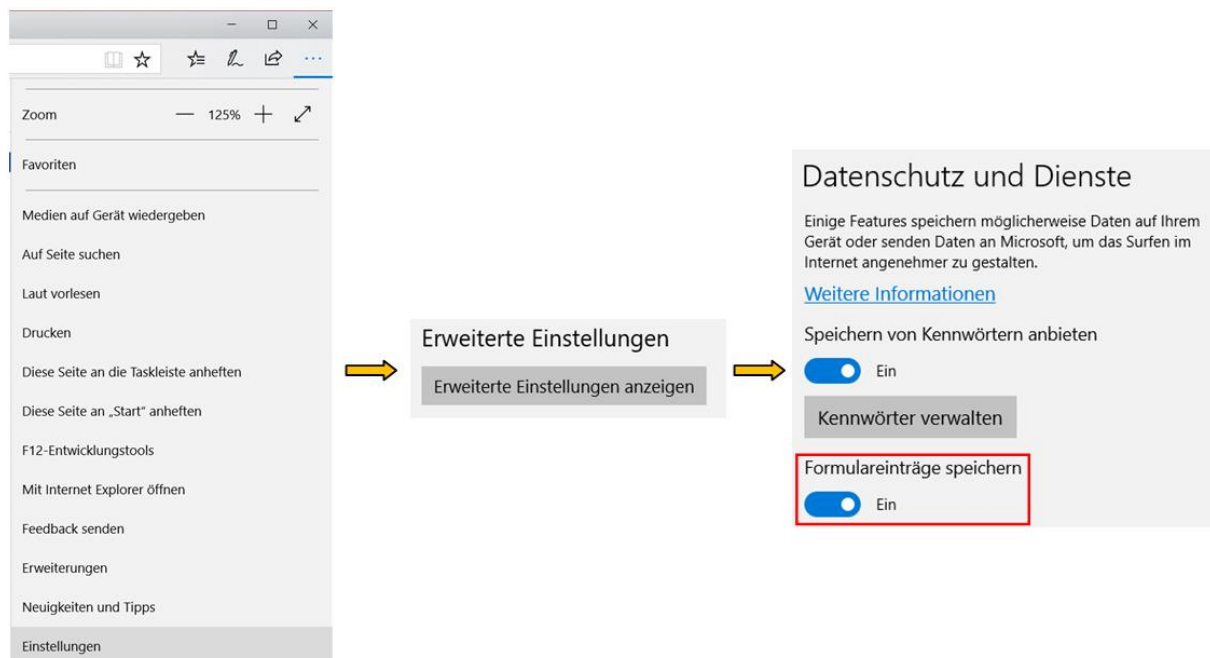 Zoom
125%
Favoriten
Medien auf Gerät wiedergeben
Auf Seite suchen
Laut vorlesen
Drucken
Diese Seite an die Taskleiste anheften
Diese Seite an „Start“ anheften
F12-Entwicklungstools
Mit Internet Explorer öffnen
Feedback senden
Erweiterungen
Neuigkeiten und Tipps
Einstellungen
Erweiterte Einstellungen
Erweiterte Einstellungen anzeigen
Datenschutz und Dienste
Einige Features speichern möglicherweise Daten auf Ihrem
Gerät oder senden Daten an Microsoft, um das Surfen im
Internet angenehmer zu gestalten.
Weitere Informationen
Speichern von Kennwörtern anbieten
Ein
Kennwörter verwalten
Formulareinträge speichern
Ein